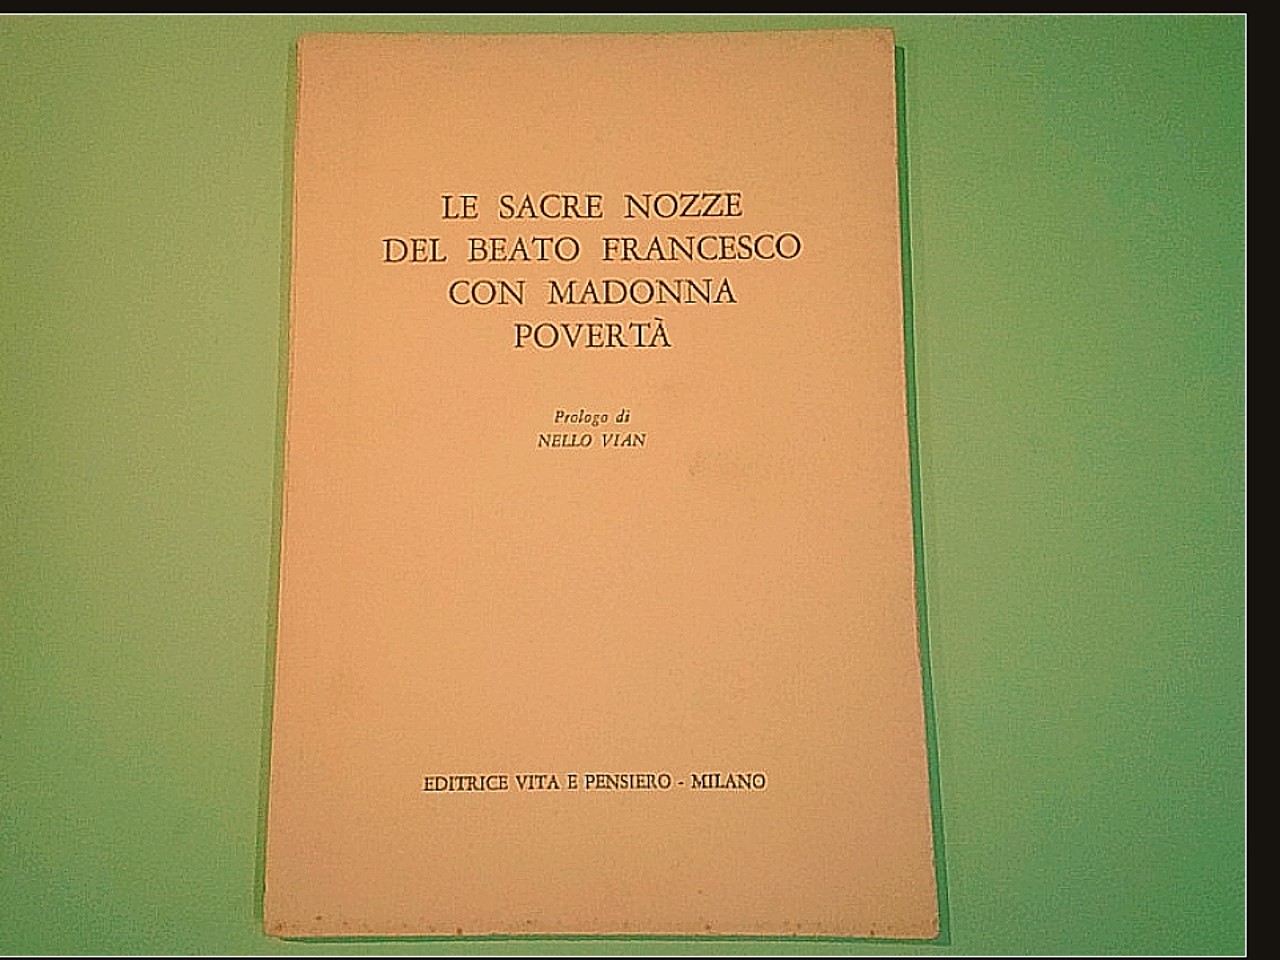 LE SACRE NOZZE
DEL BEATO FRANCESCO
CON MADONNA
POVERTÀ
Prologo di
NELLO VIAN
EDITRICE VITA E PENSIERO - MILANO